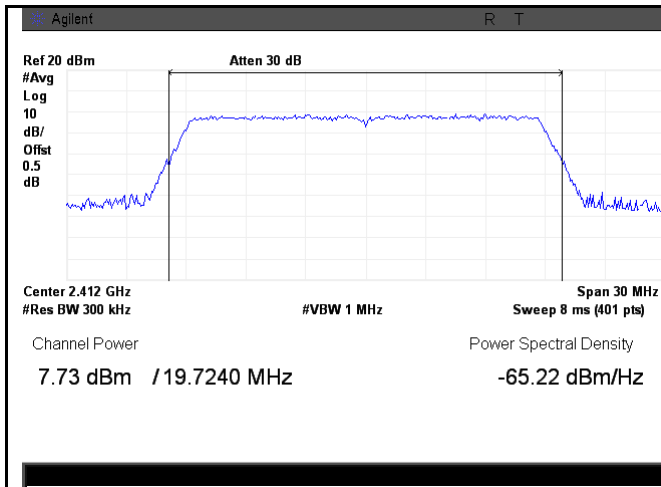 Agilent R T
Ref 20 dBm Atten 30 dB
#Avg
Log
10
dB/
Offst
0.5
dB
Center 2.412 GHz Span 30 MHz
#Res BW 300 kHz #VBW 1 MHz Sweep 8 ms (401 pts)
Channel Power Power Spectral Density
7.73 dBm /19.7240 MHz -65.22 dBm/Hz